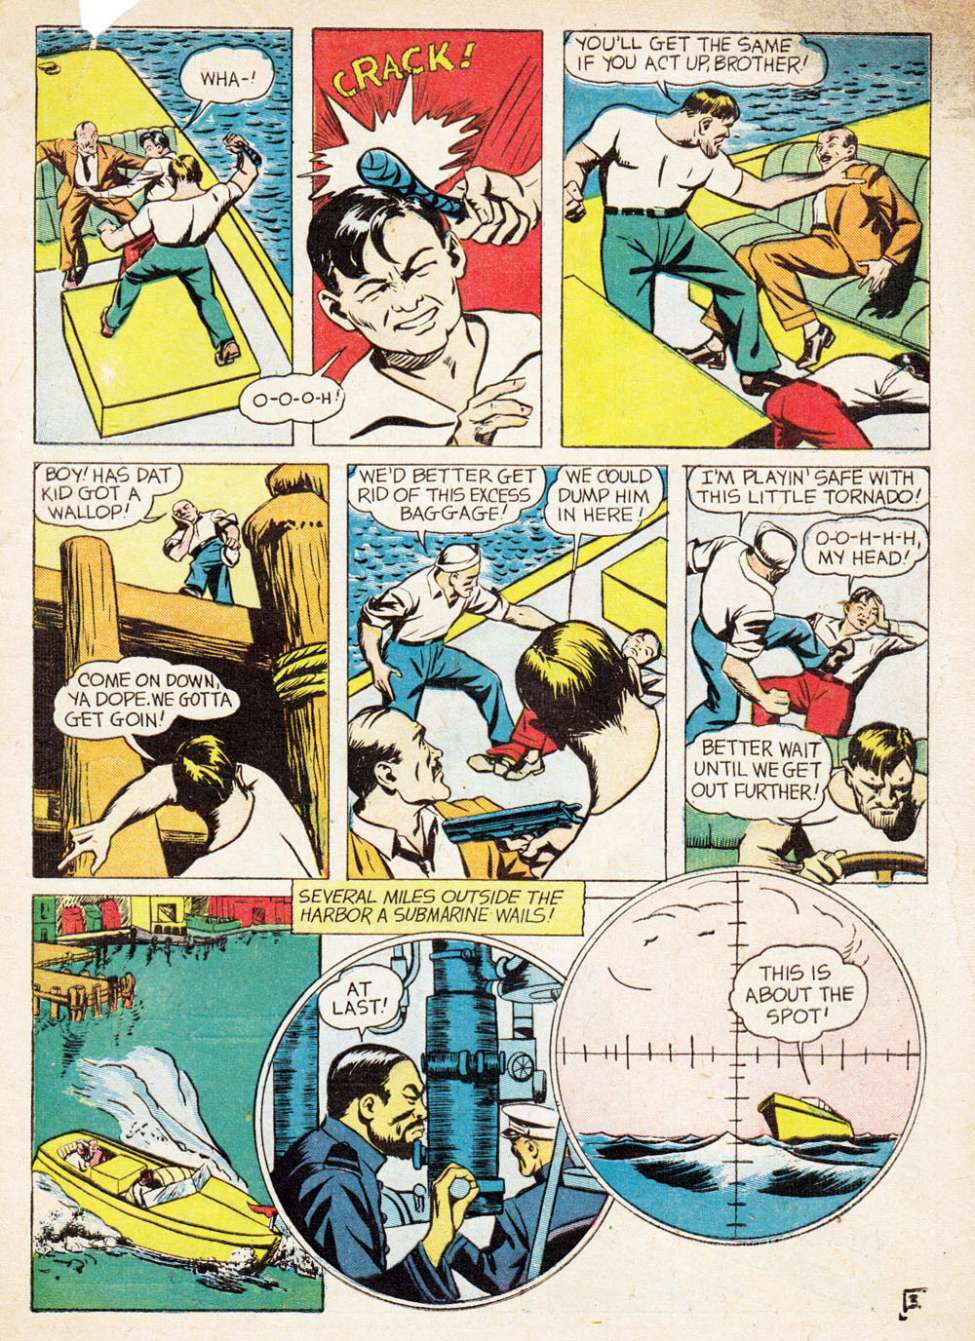 WHA-!
CRACK!
O-O-O-H!
YOU'LL GET THE SAME
IF YOU ACT UP, BROTHER!
BOY! HAS DAT
KID GOT A
WALLOP!
COME ON DOWN,
YA DOPE. WE GOTTA
GET GOIN!
WE'D BETTER GET
RID OF THIS EXCESS
BAG-GAGE!
WE COULD
DUMP HIM
IN HERE!
I'M PLAYIN' SAFE WITH
THIS LITTLE TORNADO!
O-O-H-H-H,
MY HEAD!
BETTER WAIT
UNTIL WE GET
OUT FURTHER!
SEVERAL MILES OUTSIDE THE
HARBOR A SUBMARINE WAILS!
AT
LAST!
THIS IS
ABOUT THE
SPOT!
3